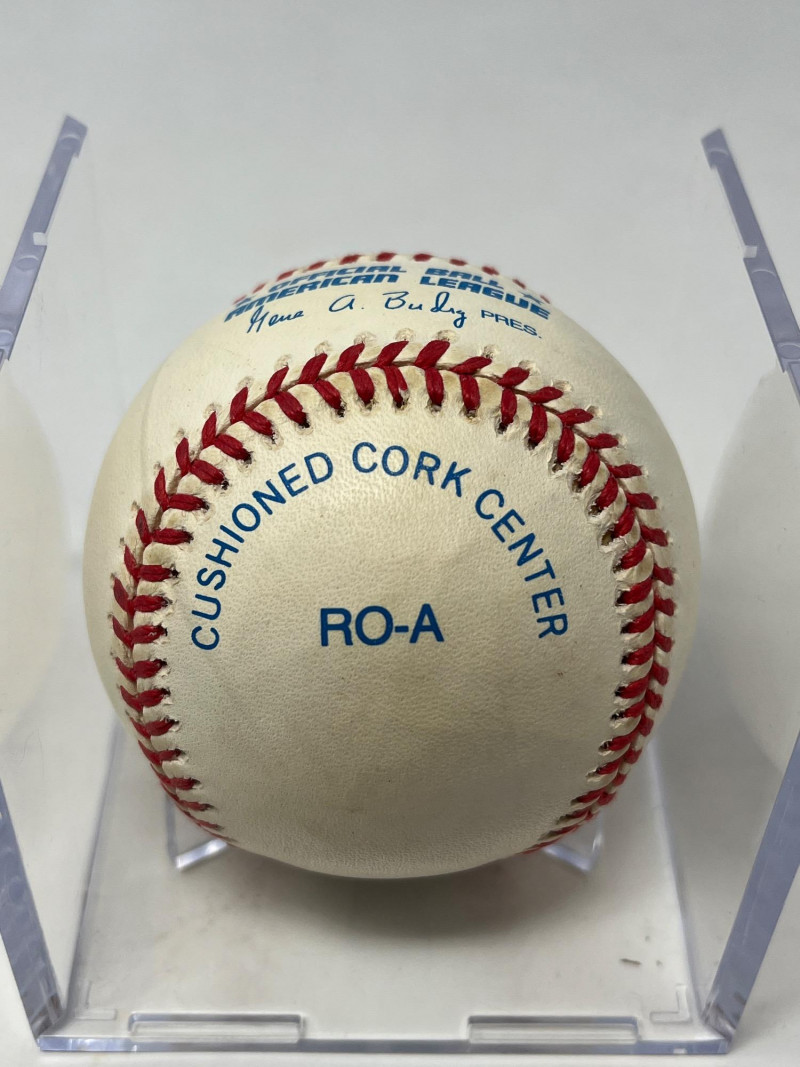 OFFICIAL BALL
AMERICAN LEAGUE
Gene A. Budig PRES.
CUSHIONED CORK CENTER
RO-A